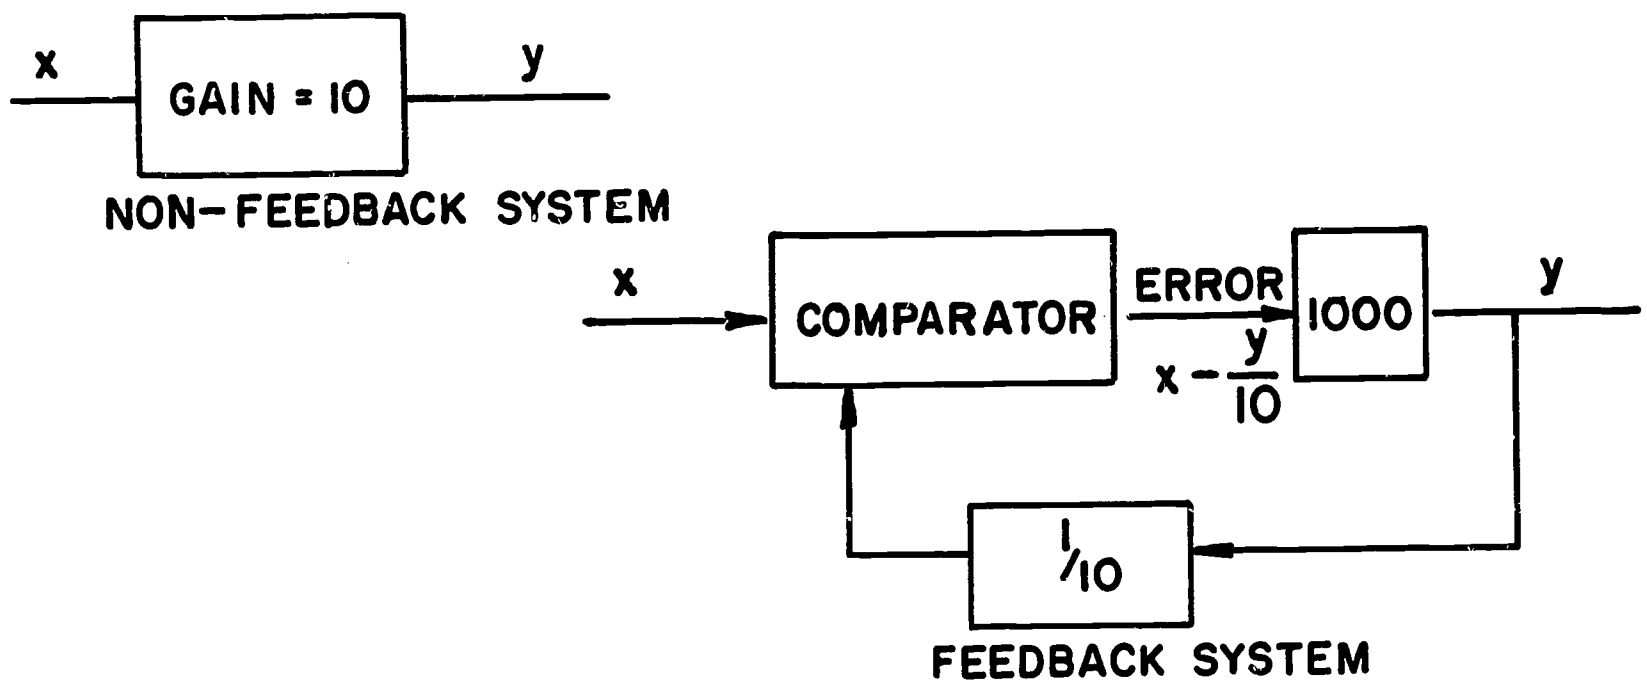 x
y
GAIN = 10
NON-FEEDBACK SYSTEM
x
COMPARATOR
ERROR
x - y/10
1000
y
1/10
FEEDBACK SYSTEM